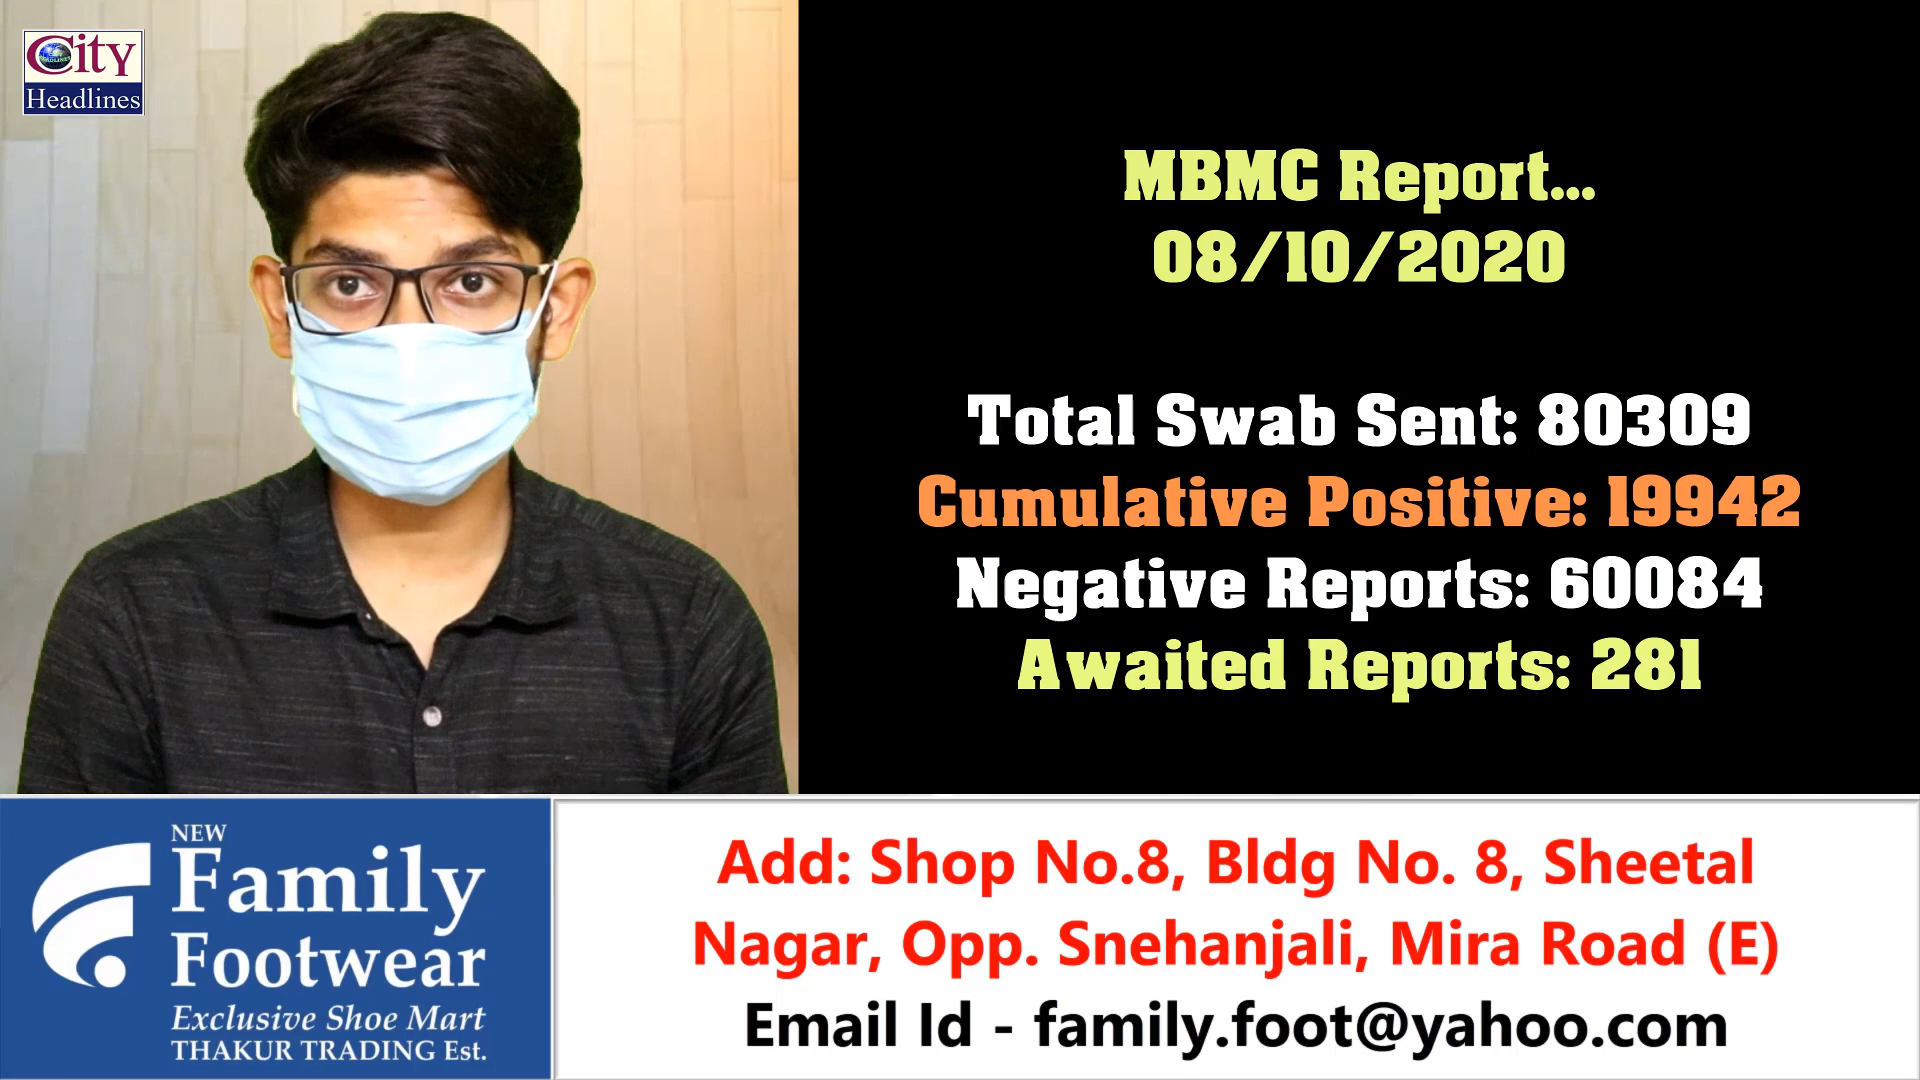 City
HEADLINES
Headlines
MBMC Report...
08/10/2020
Total Swab Sent: 80309
Cumulative Positive: 19942
Negative Reports: 60084
Awaited Reports: 281
NEW
Family
Footwear
Exclusive Shoe Mart
THAKUR TRADING Est.
Add: Shop No.8, Bldg No. 8, Sheetal
Nagar, Opp. Snehanjali, Mira Road (E)
Email Id - family.foot@yahoo.com